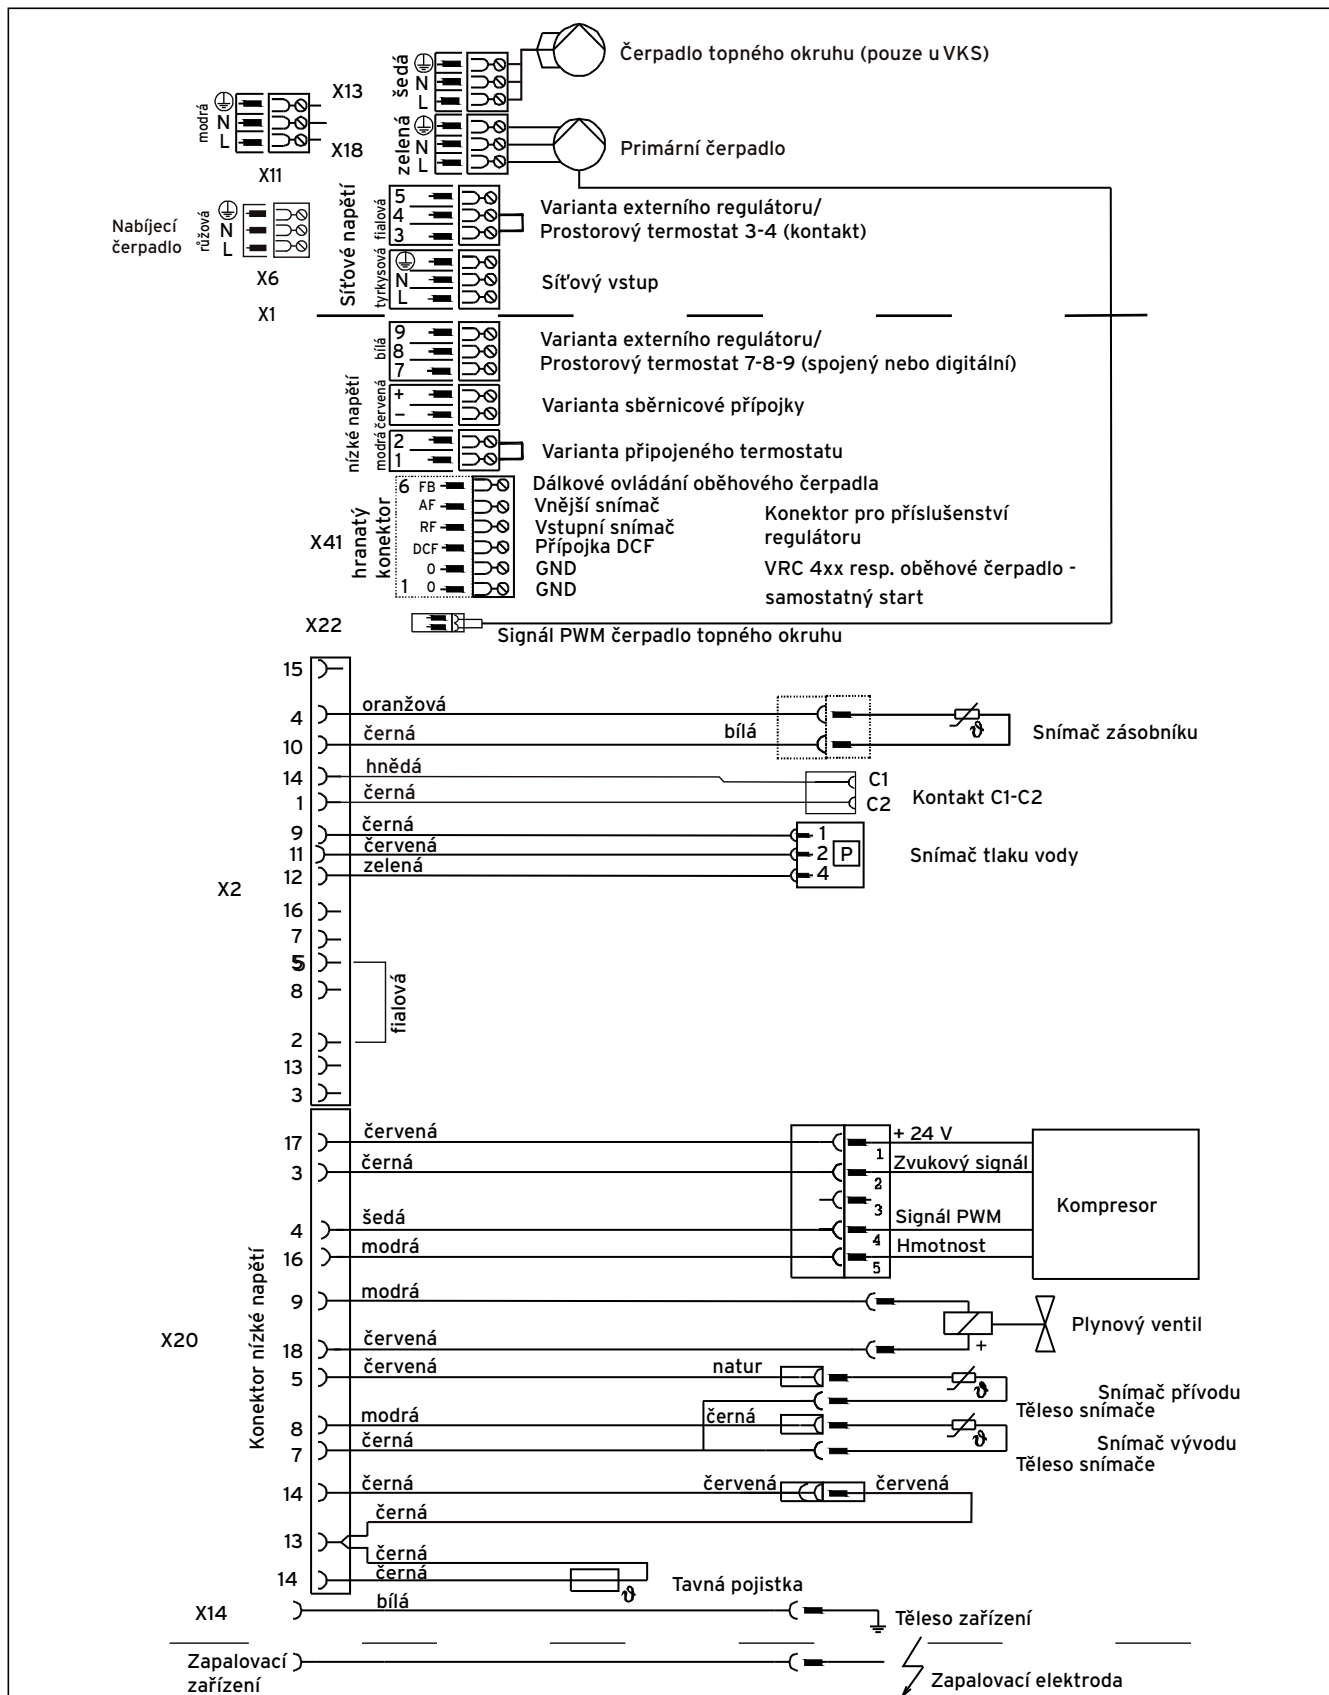 Čerpadlo topného okruhu (pouze u VKS)
šedá
N
L
X13
modrá
N
L
X11
X18
zelená
N
L
Primární čerpadlo
Síťové napětí
fialová
5
4
3
Varianta externího regulátoru/
Prostorový termostat 3-4 (kontakt)
Nabíjecí
čerpadlo
růžová
N
L
X6
tyrkysová
N
L
Síťový vstup
X1
nízké napětí
bílá
9
8
7
Varianta externího regulátoru/
Prostorový termostat 7-8-9 (spojený nebo digitální)
červená
+
–
Varianta sběrnicové přípojky
modrá
2
1
Varianta připojeného termostatu
X41
hranatý
konektor
6 FB
Dálkové ovládání oběhového čerpadla
AF
Vnější snímač
RF
Vstupní snímač
DCF
Přípojka DCF
0
GND
1 0
GND
Konektor pro příslušenství
regulátoru
VRC 4xx resp. oběhové čerpadlo -
samostatný start
X22
Signál PWM čerpadlo topného okruhu
X2
15
4 oranžová
10 černá bílá
Snímač zásobníku
14 hnědá C1
1 černá C2
Kontakt C1-C2
9 černá 1
11 červená 2 P
12 zelená 4
Snímač tlaku vody
16
7
5
8
fialová
2
13
3
X20
Konektor nízké napětí
17 červená 1 + 24 V
3 černá 2 Zvukový signál
3
4 šedá 4 Signál PWM
16 modrá 5 Hmotnost
Kompresor
9 modrá
18 červená +
Plynový ventil
5 červená natur ϑ
Snímač přívodu
Těleso snímače
8 modrá černá ϑ
7 černá
Snímač vývodu
Těleso snímače
14 černá červená červená
černá
13
černá
14 černá ϑ
Tavná pojistka
X14 bílá
Těleso zařízení
Zapalovací
zařízení
Zapalovací elektroda
ϑ